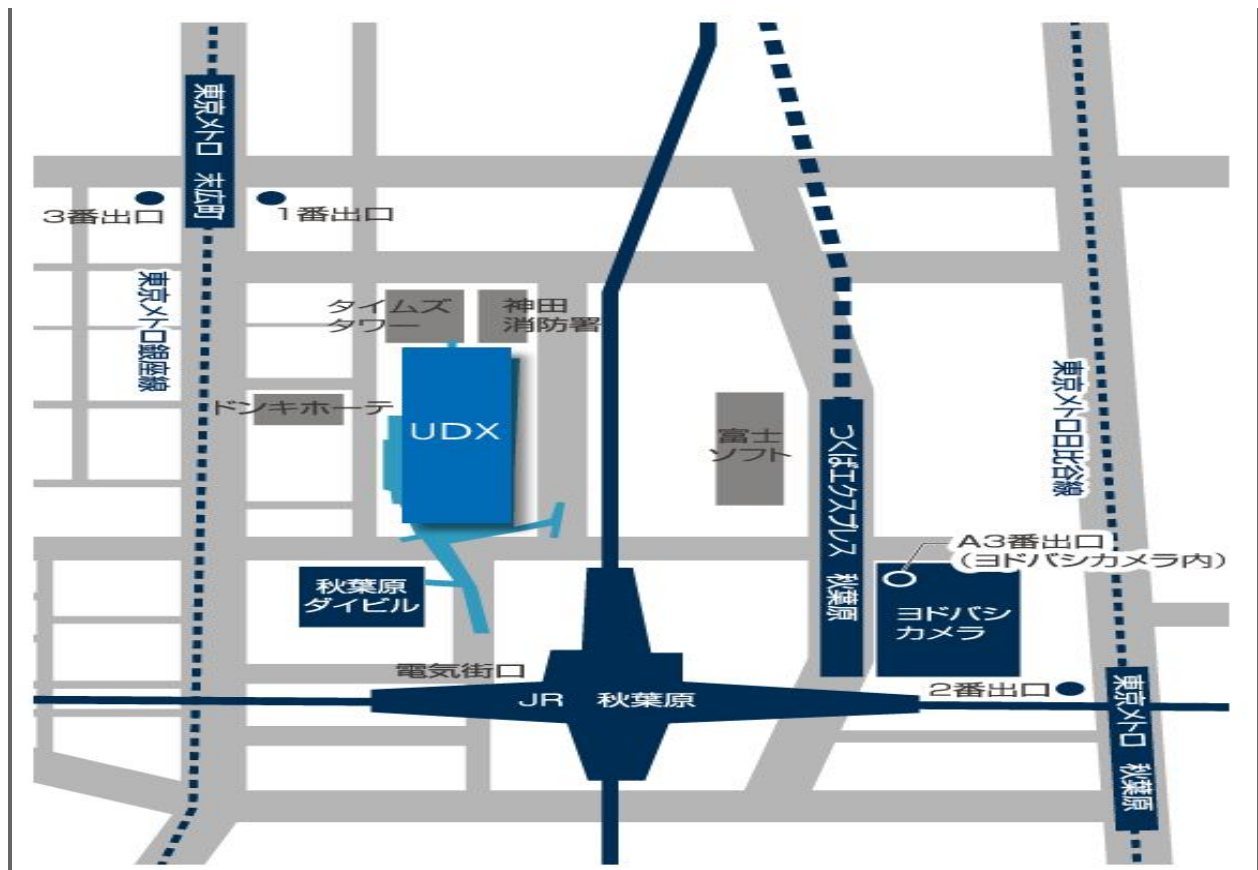 東京メトロ 末広町
3番出口
1番出口
東京メトロ銀座線
タイムズ
タワー
神田
消防署
ドンキホーテ
UDX
富士
ソフト
つくばエクスプレス 秋葉原
東京メトロ日比谷線
A3番出口
(ヨドバシカメラ内)
秋葉原
ダイビル
ヨドバシ
カメラ
電気街口
JR 秋葉原
2番出口
東京メトロ 秋葉原